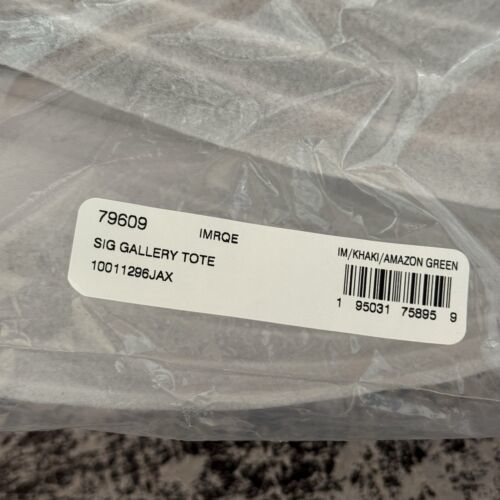 79609 IMRQE
SIG GALLERY TOTE
10011296JAX
IM/KHAKI/AMAZON GREEN
1 95031 75895 9